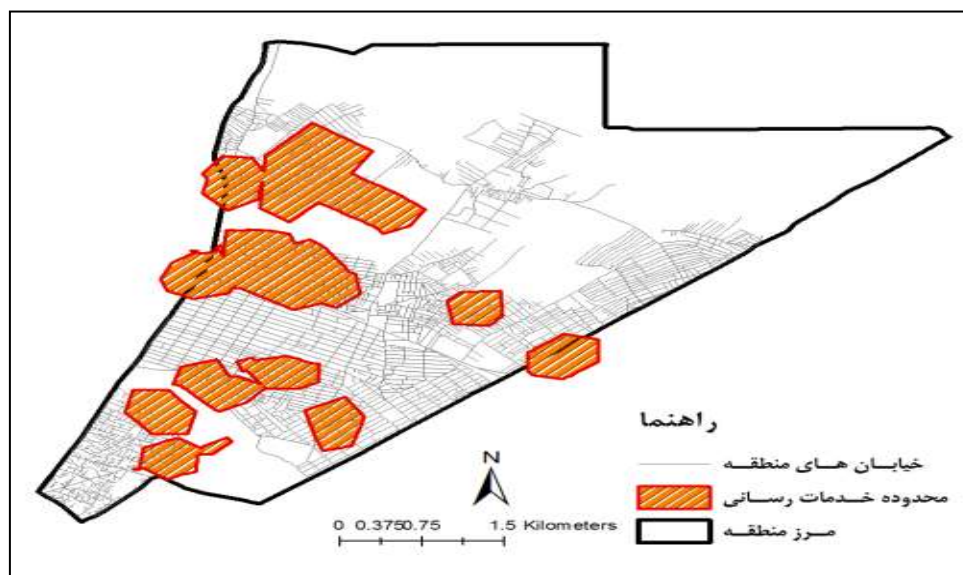 راهنما
خیابان های منطقه
محدوده خدمات رسانی
مرز منطقه
N
0 0.3750.75 1.5 Kilometers